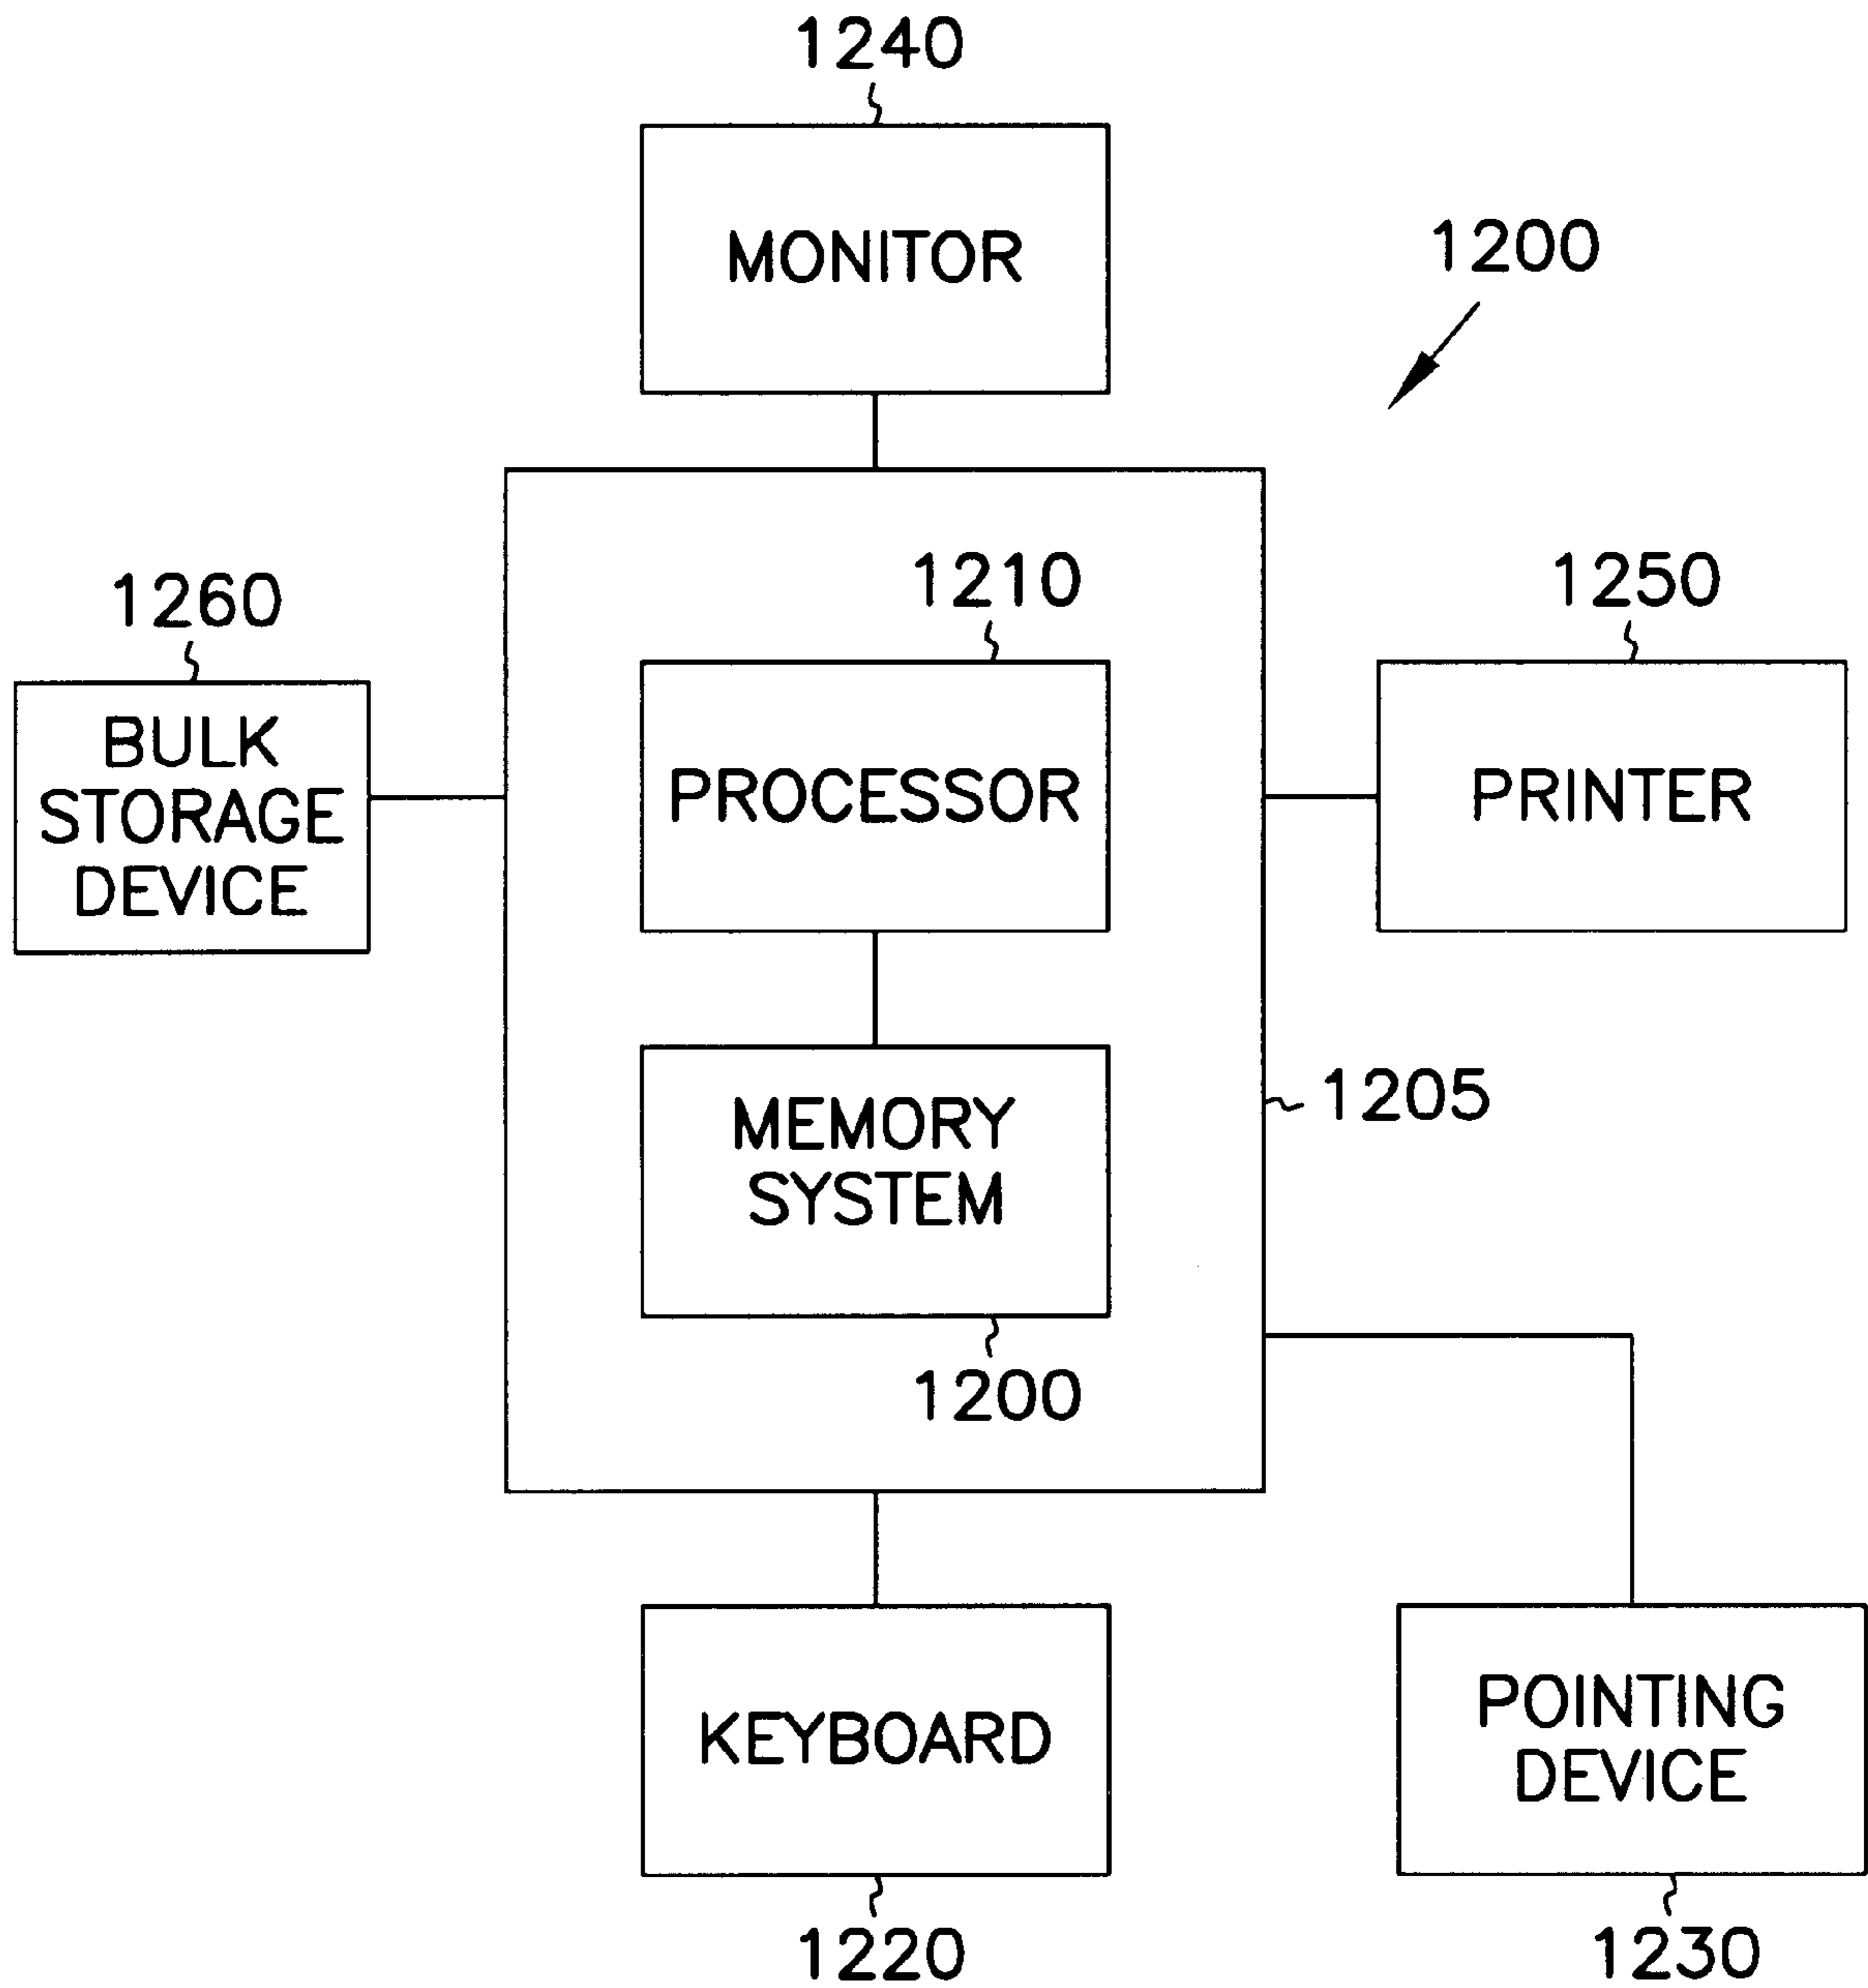 1240
MONITOR
1200
1210
1250
1260
BULK
STORAGE
DEVICE
PROCESSOR
PRINTER
1205
MEMORY
SYSTEM
1200
KEYBOARD
POINTING
DEVICE
1220
1230